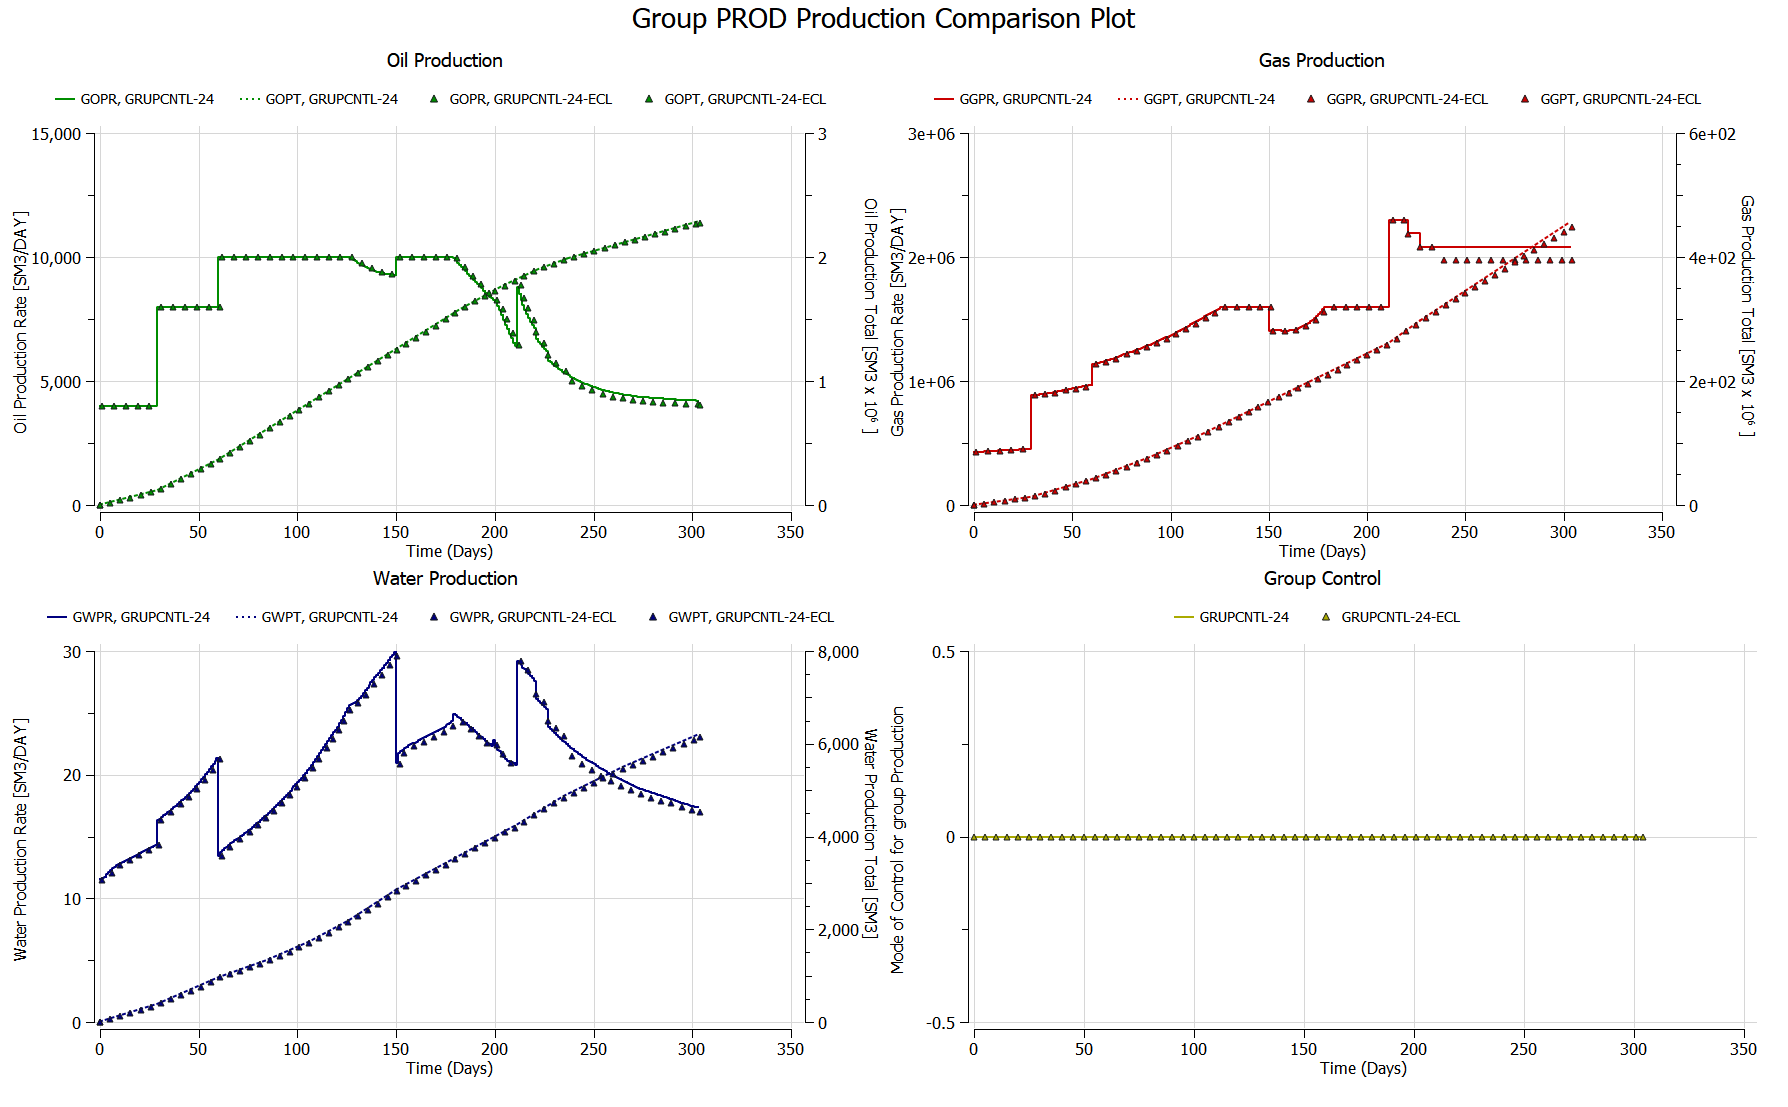 Group PROD Production Comparison Plot
Oil Production
GOPR, GRUPCNTL-24
GOPT, GRUPCNTL-24
GOPR, GRUPCNTL-24-ECL
GOPT, GRUPCNTL-24-ECL
15,000
10,000
5,000
0
Oil Production Rate [SM3/DAY]
3
2
1
0
Oil Production Total [SM3 x 10⁶ ]
0 50 100 150 200 250 300 350
Time (Days)
Gas Production
GGPR, GRUPCNTL-24
GGPT, GRUPCNTL-24
GGPR, GRUPCNTL-24-ECL
GGPT, GRUPCNTL-24-ECL
3e+06
2e+06
1e+06
0
Gas Production Rate [SM3/DAY]
6e+02
4e+02
2e+02
0
Gas Production Total [SM3 x 10⁶ ]
0 50 100 150 200 250 300 350
Time (Days)
Water Production
GWPR, GRUPCNTL-24
GWPT, GRUPCNTL-24
GWPR, GRUPCNTL-24-ECL
GWPT, GRUPCNTL-24-ECL
30
20
10
0
Water Production Rate [SM3/DAY]
8,000
6,000
4,000
2,000
0
Water Production Total [SM3]
0 50 100 150 200 250 300 350
Time (Days)
Group Control
GRUPCNTL-24
GRUPCNTL-24-ECL
0.5
0
-0.5
Mode of Control for group Production
0 50 100 150 200 250 300 350
Time (Days)